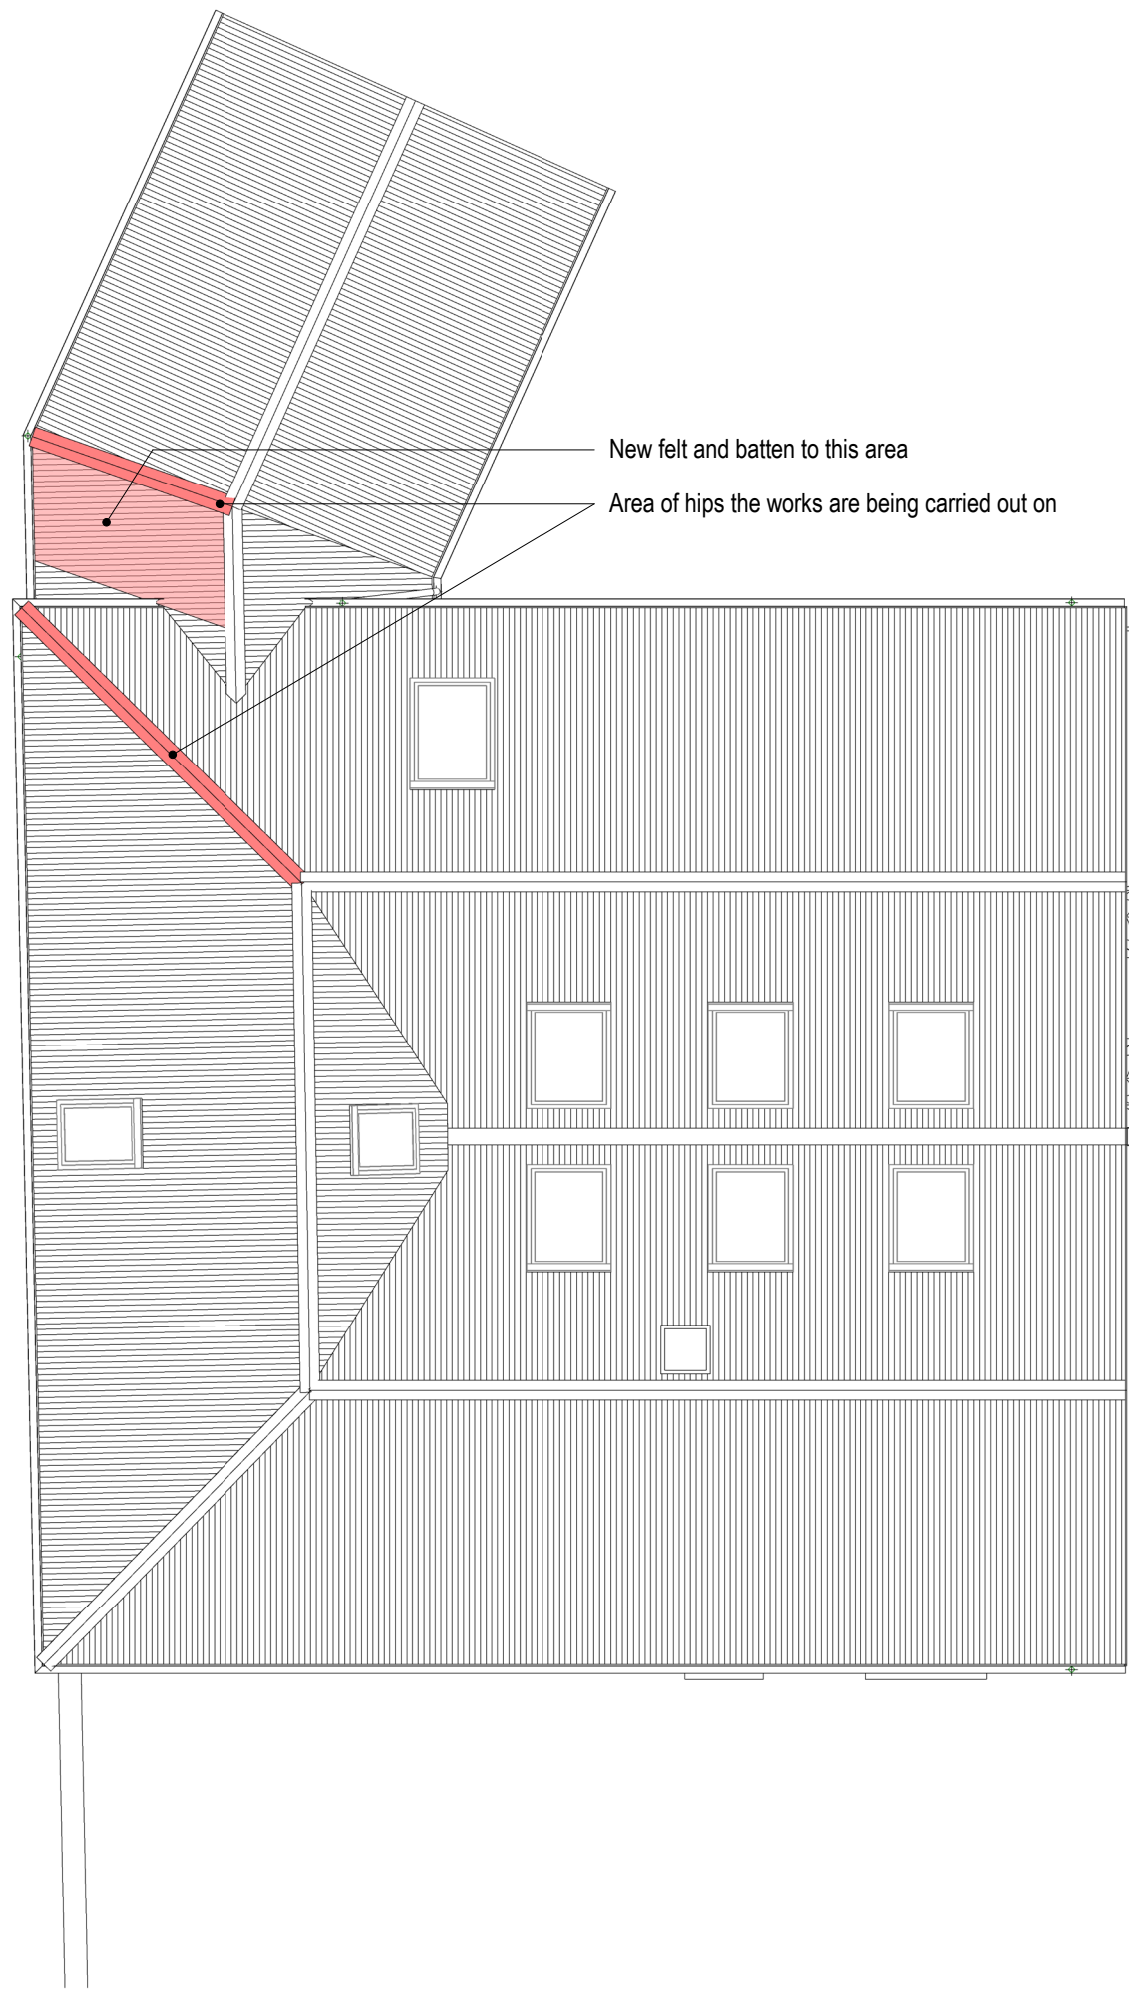 New felt and batten to this area
Area of hips the works are being carried out on